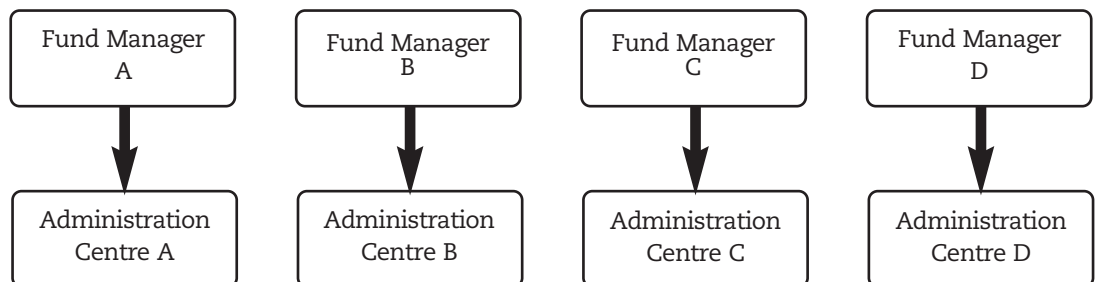 Fund Manager
A
Fund Manager
B
Fund Manager
C
Fund Manager
D
Administration
Centre A
Administration
Centre B
Administration
Centre C
Administration
Centre D